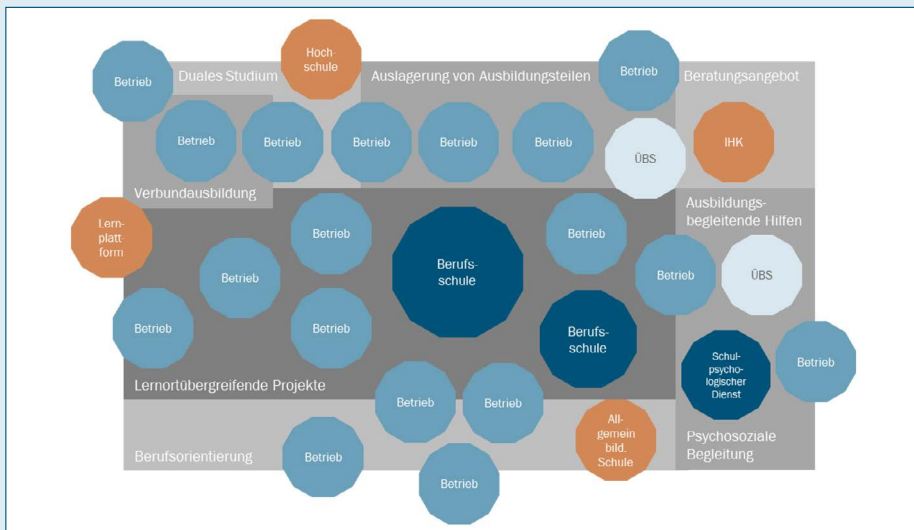 Hoch-
schule
Betrieb
Duales Studium
Auslagerung von Ausbildungsteilen
Betrieb
Beratungsangebot
Betrieb
Betrieb
Betrieb
Betrieb
Betrieb
ÜBS
IHK
Verbundausbildung
Ausbildungs-
begleitende Hilfen
Lern-
platt-
form
Betrieb
Betrieb
Berufs-
schule
Betrieb
Betrieb
ÜBS
Betrieb
Betrieb
Berufs-
schule
Schul-
psycho-
logischer
Dienst
Betrieb
Lernortübergreifende Projekte
Betrieb
Betrieb
All-
gemein
bild.
Schule
Psychosoziale
Begleitung
Berufsorientierung
Betrieb
Betrieb